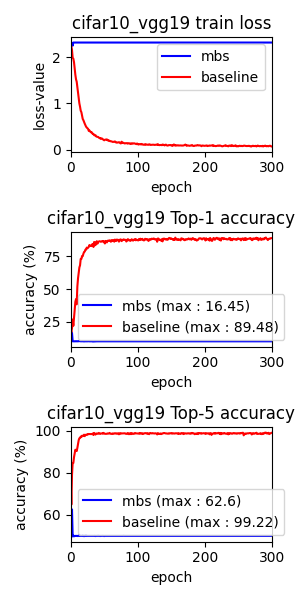 cifar10_vgg19 train loss
2
1
0
loss-value
mbs
baseline
0 100 200 300
epoch
cifar10_vgg19 Top-1 accuracy
75
50
25
accuracy (%)
mbs (max : 16.45)
baseline (max : 89.48)
0 100 200 300
epoch
cifar10_vgg19 Top-5 accuracy
100
80
60
accuracy (%)
mbs (max : 62.6)
baseline (max : 99.22)
0 100 200 300
epoch